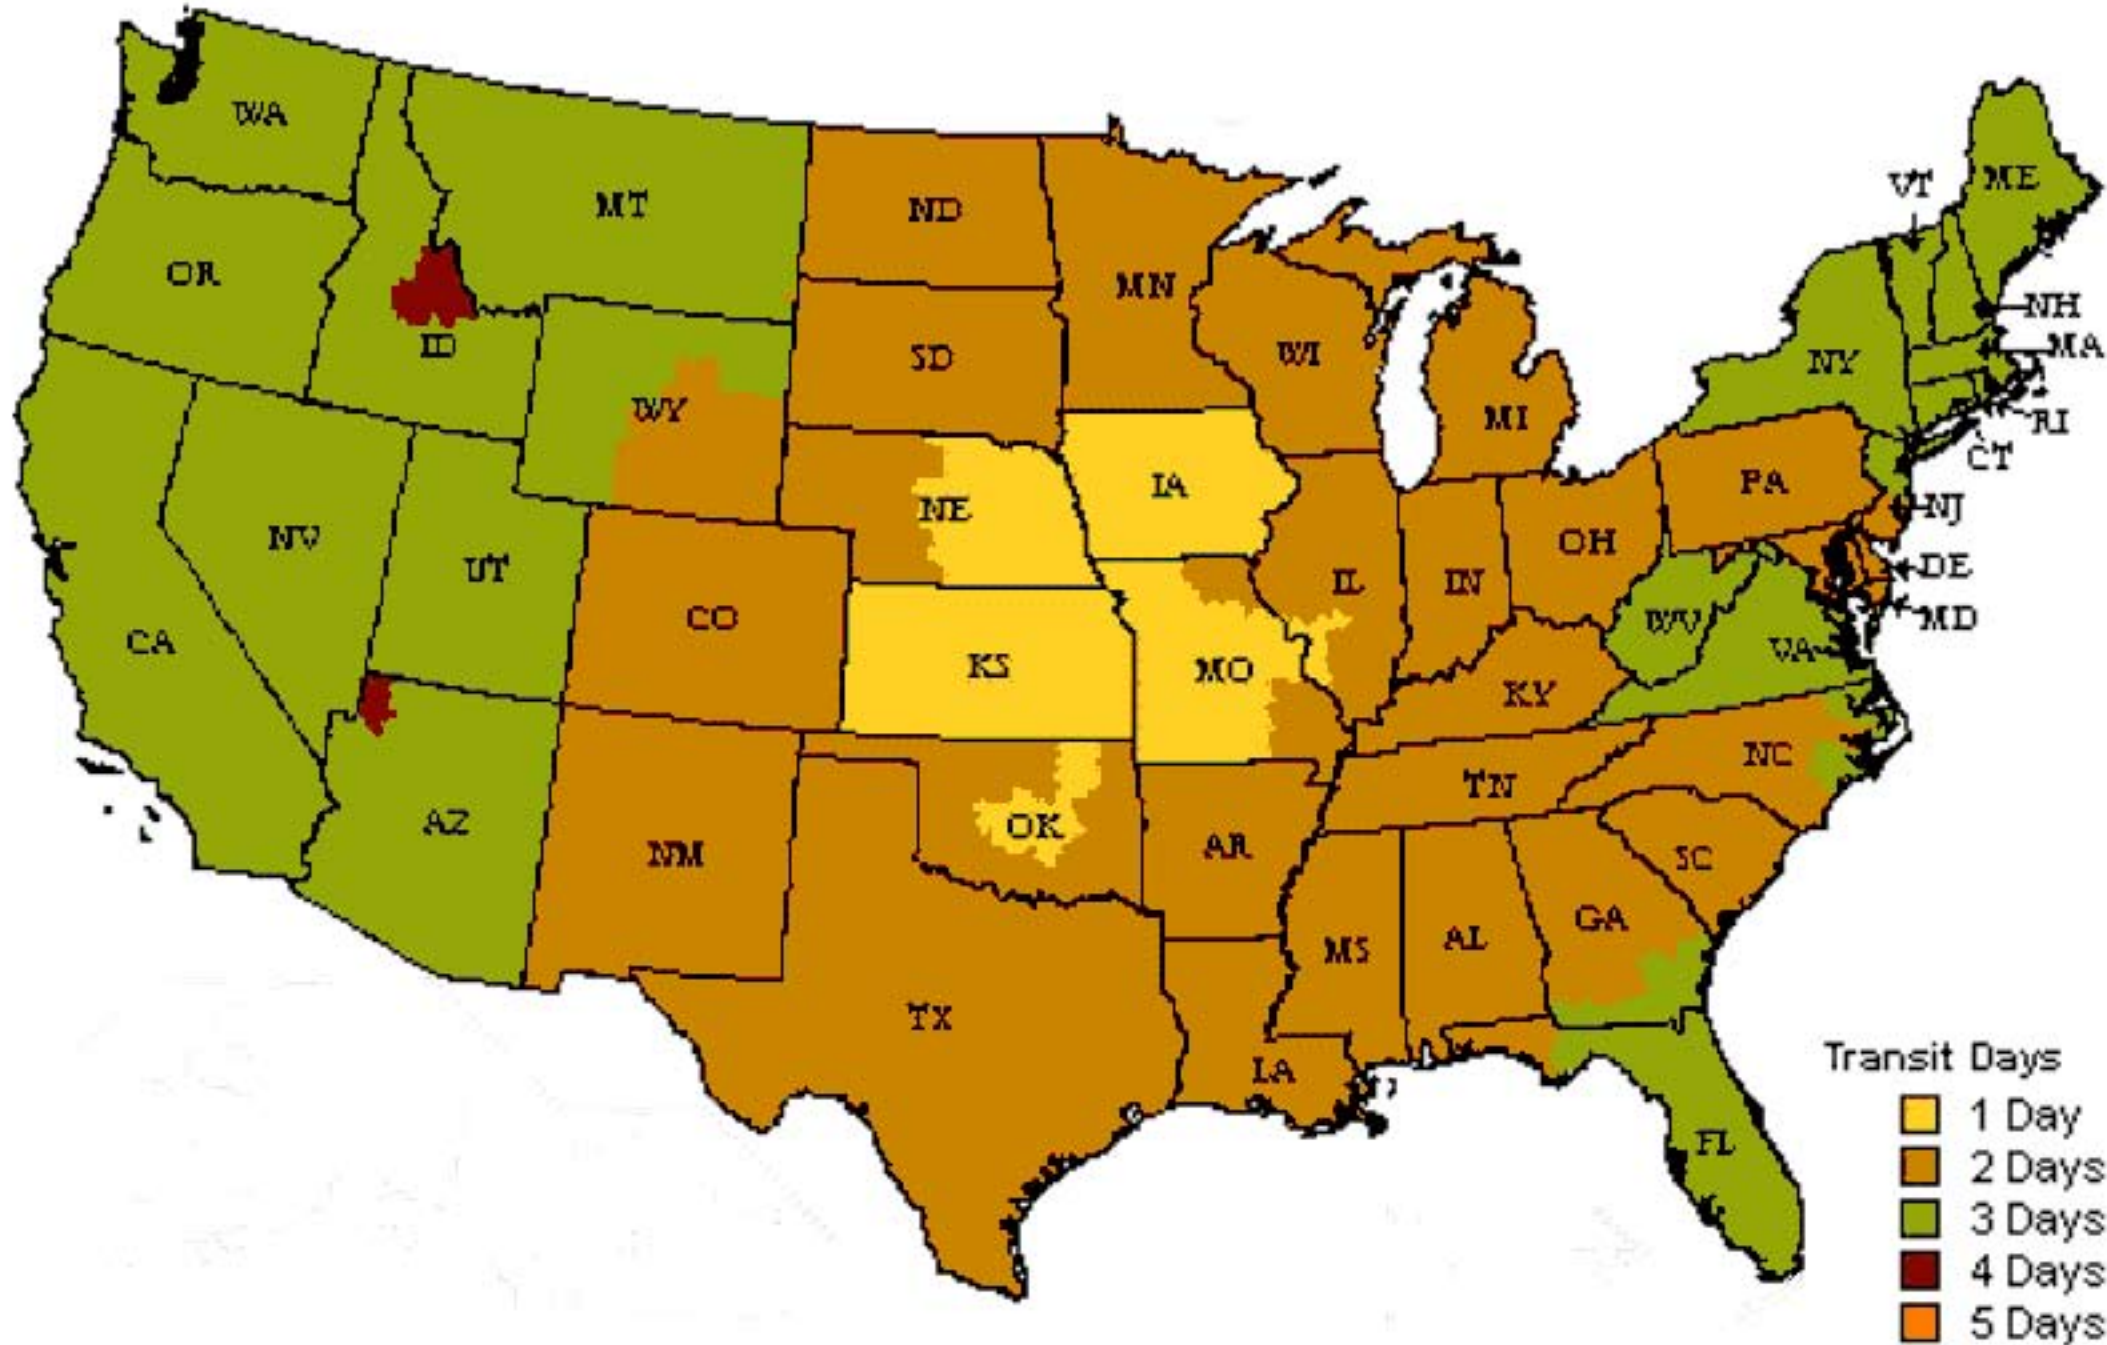 WA
MT
ND
MN
VT
ME
OR
ID
SD
WI
MI
NY
NH
MA
RI
CT
WY
NE
IA
PA
NJ
NV
UT
CO
KS
MO
IL
IN
OH
DE
MD
CA
WV
VA
KY
AZ
NM
OK
AR
TN
NC
SC
TX
LA
MS
AL
GA
FL
Transit Days
1 Day
2 Days
3 Days
4 Days
5 Days